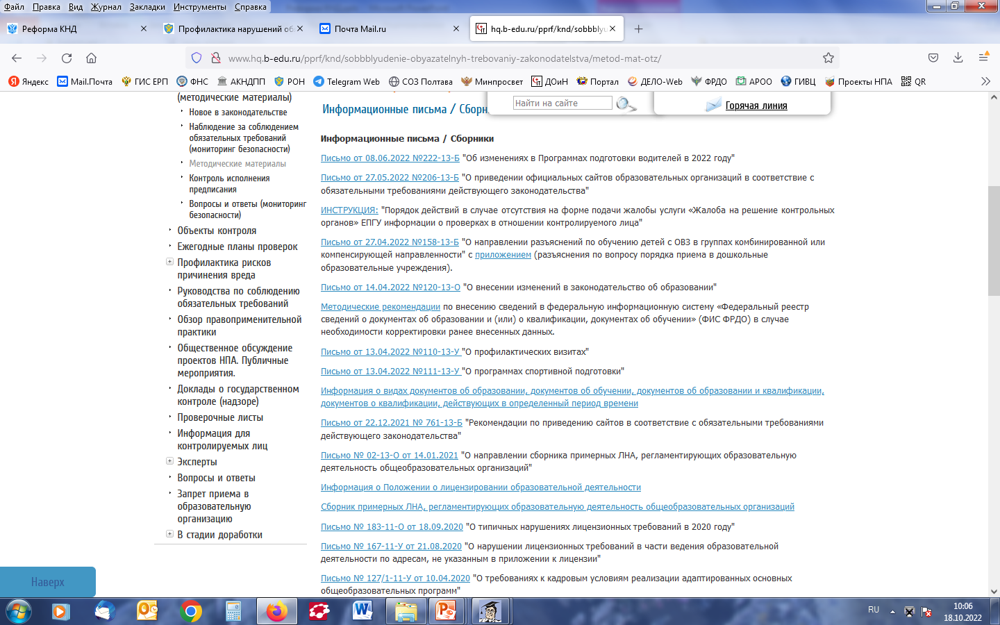 Файл Правка Вид Журнал Закладки Инструменты Справка
Реформа КНД
Профилактика нарушений об
Почта Mail.ru
hq.b-edu.ru/pprf/knd/sobbblyu
www.hq.b-edu.ru/pprf/knd/sobbblyudenie-obyazatelnyh-trebovaniy-zakonodatelstva/metod-mat-otz/
Яндекс Mail.Почта ГИС ЕРП ФНС АКНДПП РОН Telegram Web СОЗ Полтава Минпросвет ДОиН Портал ДЕЛО-Web ФРДО АРОО ГИВЦ Проекты НПА QR
(методические материалы)
Новое в законодательстве
Наблюдение за соблюдением
обязательных требований
(мониторинг безопасности)
Методические материалы
Контроль исполнения
предписания
Вопросы и ответы (мониторинг
безопасности)
Объекты контроля
Ежегодные планы проверок
Профилактика рисков
причинения вреда
Руководства по соблюдению
обязательных требований
Обзор правоприменительной
практики
Общественное обсуждение
проектов НПА. Публичные
мероприятия.
Доклады о государственном
контроле (надзоре)
Проверочные листы
Информация для
контролируемых лиц
Эксперты
Вопросы и ответы
Запрет приема в
образовательную
организацию
В стадии доработки
Наверх
Найти на сайте
Горячая линия
Информационные письма / Сборн
Информационные письма / Сборники
Письмо от 08.06.2022 №222-13-Б "Об изменениях в Программах подготовки водителей в 2022 году"
Письмо от 27.05.2022 №206-13-Б "О приведении официальных сайтов образовательных организаций в соответствие с
обязательными требованиями действующего законодательства"
ИНСТРУКЦИЯ: "Порядок действий в случае отсутствия на форме подачи жалобы услуги «Жалоба на решение контрольных
органов» ЕПГУ информации о проверках в отношении контролируемого лица"
Письмо от 27.04.2022 №158-13-Б "О направлении разъяснений по обучению детей с ОВЗ в группах комбинированной или
компенсирующей направленности" с приложением (разъяснения по вопросу порядка приема в дошкольные
образовательные учреждения).
Письмо от 14.04.2022 №120-13-О "О внесении изменений в законодательство об образовании"
Методические рекомендации по внесению сведений в федеральную информационную систему «Федеральный реестр
сведений о документах об образовании и (или) о квалификации, документах об обучении» (ФИС ФРДО) в случае
необходимости корректировки ранее внесенных данных.
Письмо от 13.04.2022 №110-13-У "О профилактических визитах"
Письмо от 13.04.2022 №111-13-У "О программах спортивной подготовки"
Информация о видах документов об образовании, документов об обучении, документов об образовании и квалификации,
документов о квалификации, действующих в определенный период времени
Письмо от 22.12.2021 № 761-13-Б "Рекомендации по приведению сайтов в соответствие с обязательными требованиями
действующего законодательства"
Письмо № 02-13-О от 14.01.2021 "О направлении сборника примерных ЛНА, регламентирующих образовательную
деятельность общеобразовательных организаций"
Информация о Положении о лицензировании образовательной деятельности
Сборник примерных ЛНА, регламентирующих образовательную деятельность общеобразовательных организаций
Письмо № 183-11-О от 18.09.2020 "О типичных нарушениях лицензионных требований в 2020 году"
Письмо № 167-11-У от 21.08.2020 "О нарушении лицензионных требований в части ведения образовательной
деятельности по адресам, не указанным в приложении к лицензии"
Письмо № 127/1-11-У от 10.04.2020 "О требованиях к кадровым условиям реализации адаптированных основных
общеобразовательных программ"
RU
10:06
18.10.2022